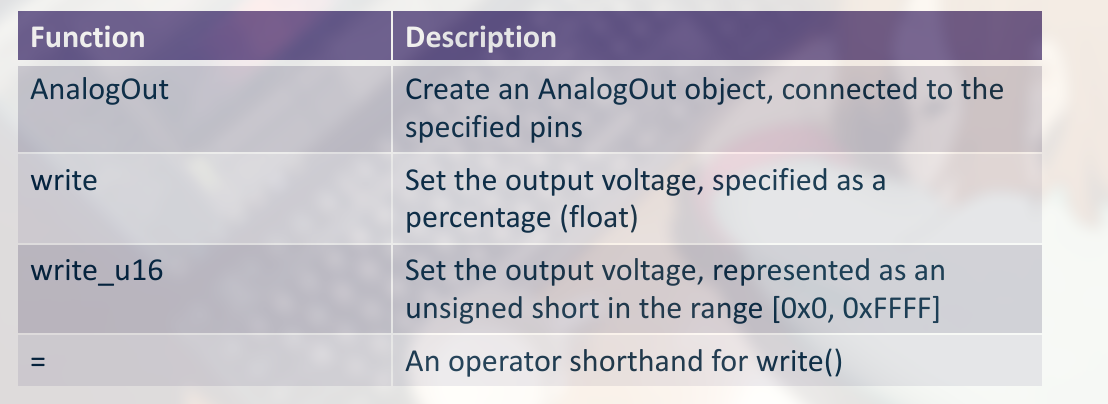 Function Description
AnalogOut Create an AnalogOut object, connected to the
specified pins
write Set the output voltage, specified as a
percentage (float)
write_u16 Set the output voltage, represented as an
unsigned short in the range [0x0, 0xFFFF]
= An operator shorthand for write()